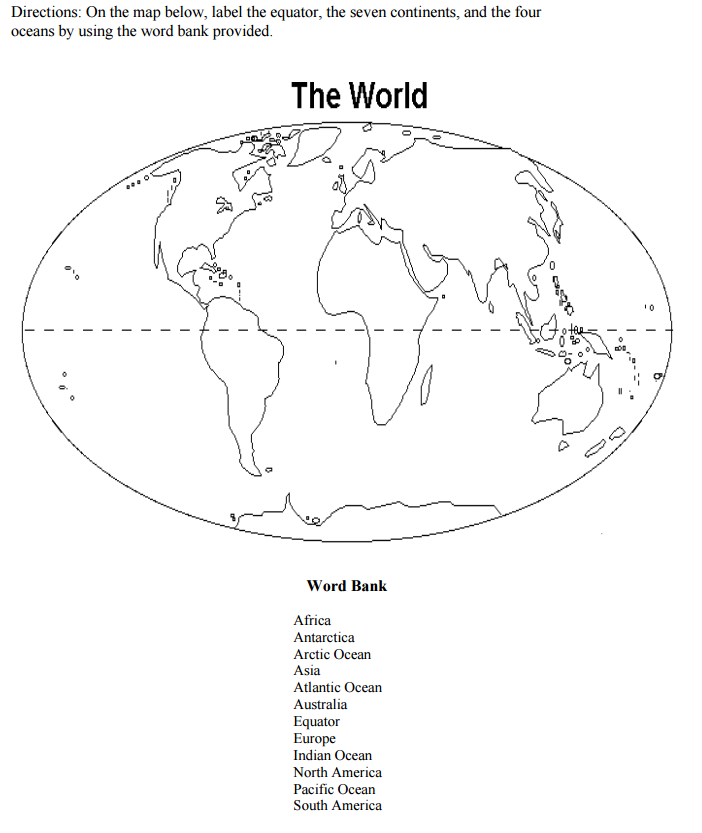 Directions: On the map below, label the equator, the seven continents, and the four
oceans by using the word bank provided.
The World
Word Bank
Africa
Antarctica
Arctic Ocean
Asia
Atlantic Ocean
Australia
Equator
Europe
Indian Ocean
North America
Pacific Ocean
South America